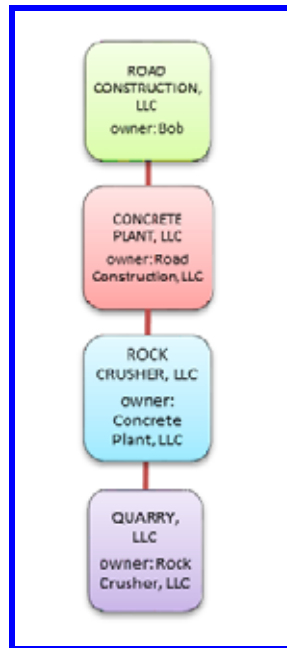 ROAD
CONSTRUCTION,
LLC
owner: Bob
CONCRETE
PLANT, LLC
owner: Road
Construction, LLC
ROCK
CRUSHER, LLC
owner:
Concrete
Plant, LLC
QUARRY,
LLC
owner: Rock
Crusher, LLC